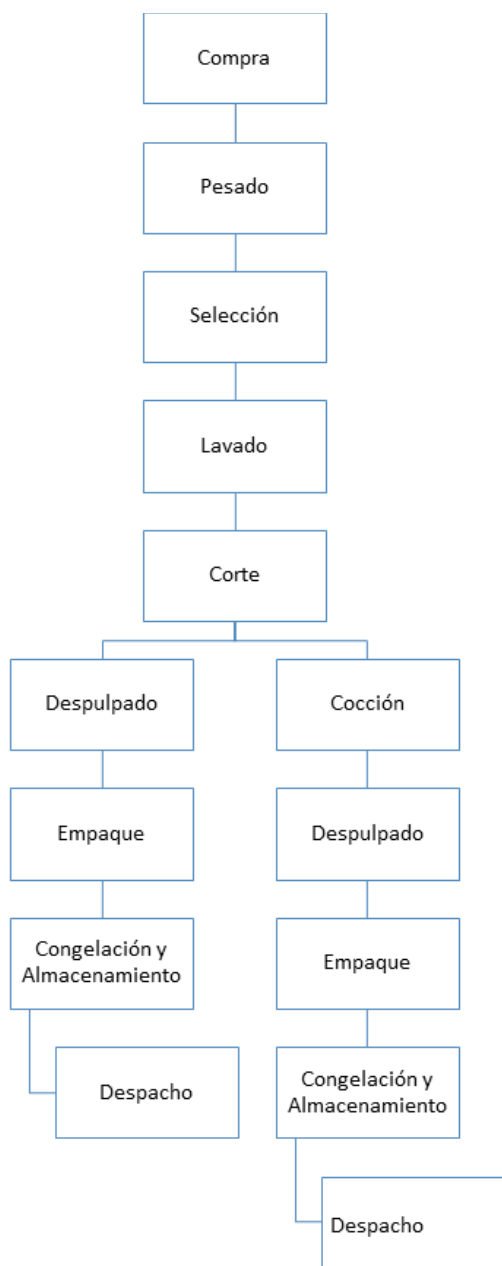 Compra
Pesado
Selección
Lavado
Corte
Despulpado
Empaque
Congelación y
Almacenamiento
Despacho
Cocción
Despulpado
Empaque
Congelación y
Almacenamiento
Despacho